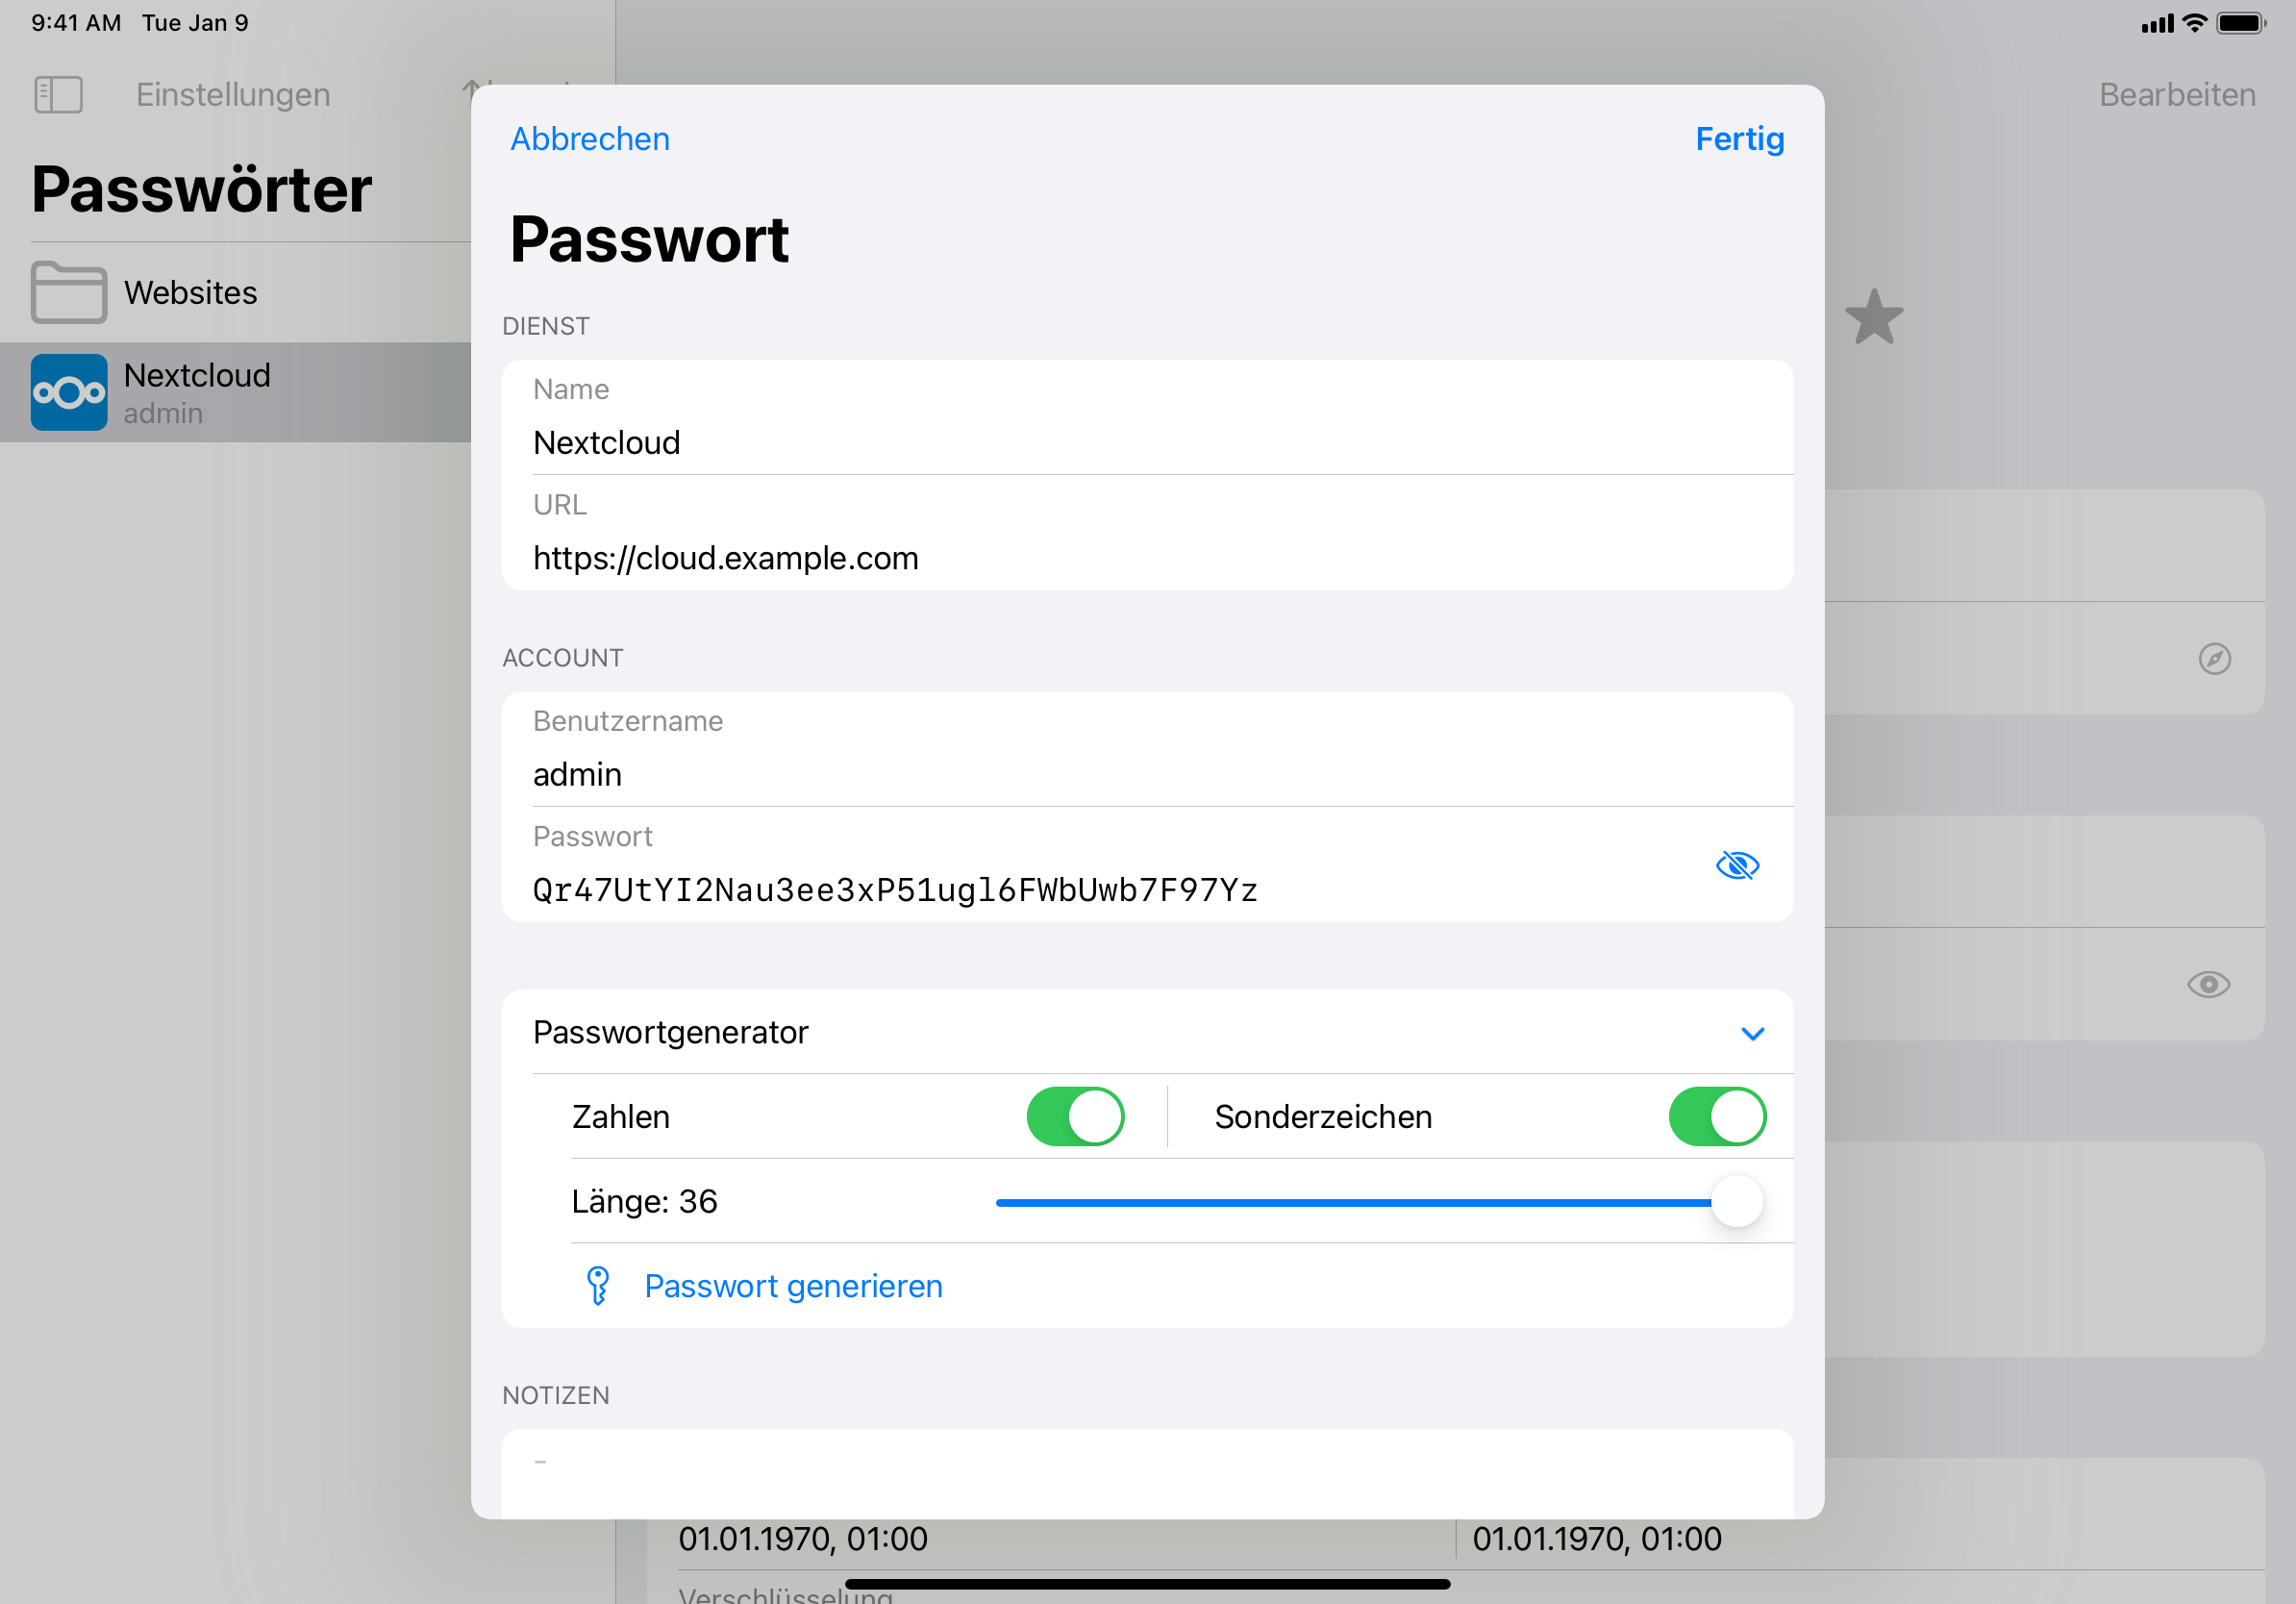 9:41 AM Tue Jan 9
Einstellungen
Bearbeiten
Passwörter
Websites
Nextcloud
admin
Abbrechen
Fertig
Passwort
DIENST
Name
Nextcloud
URL
https://cloud.example.com
ACCOUNT
Benutzername
admin
Passwort
Qr47UtYI2Nau3ee3xP51ugl6FWbUwb7F97Yz
Passwortgenerator
Zahlen
Sonderzeichen
Länge: 36
Passwort generieren
NOTIZEN
-
01.01.1970, 01:00
01.01.1970, 01:00
Verschlüsselung